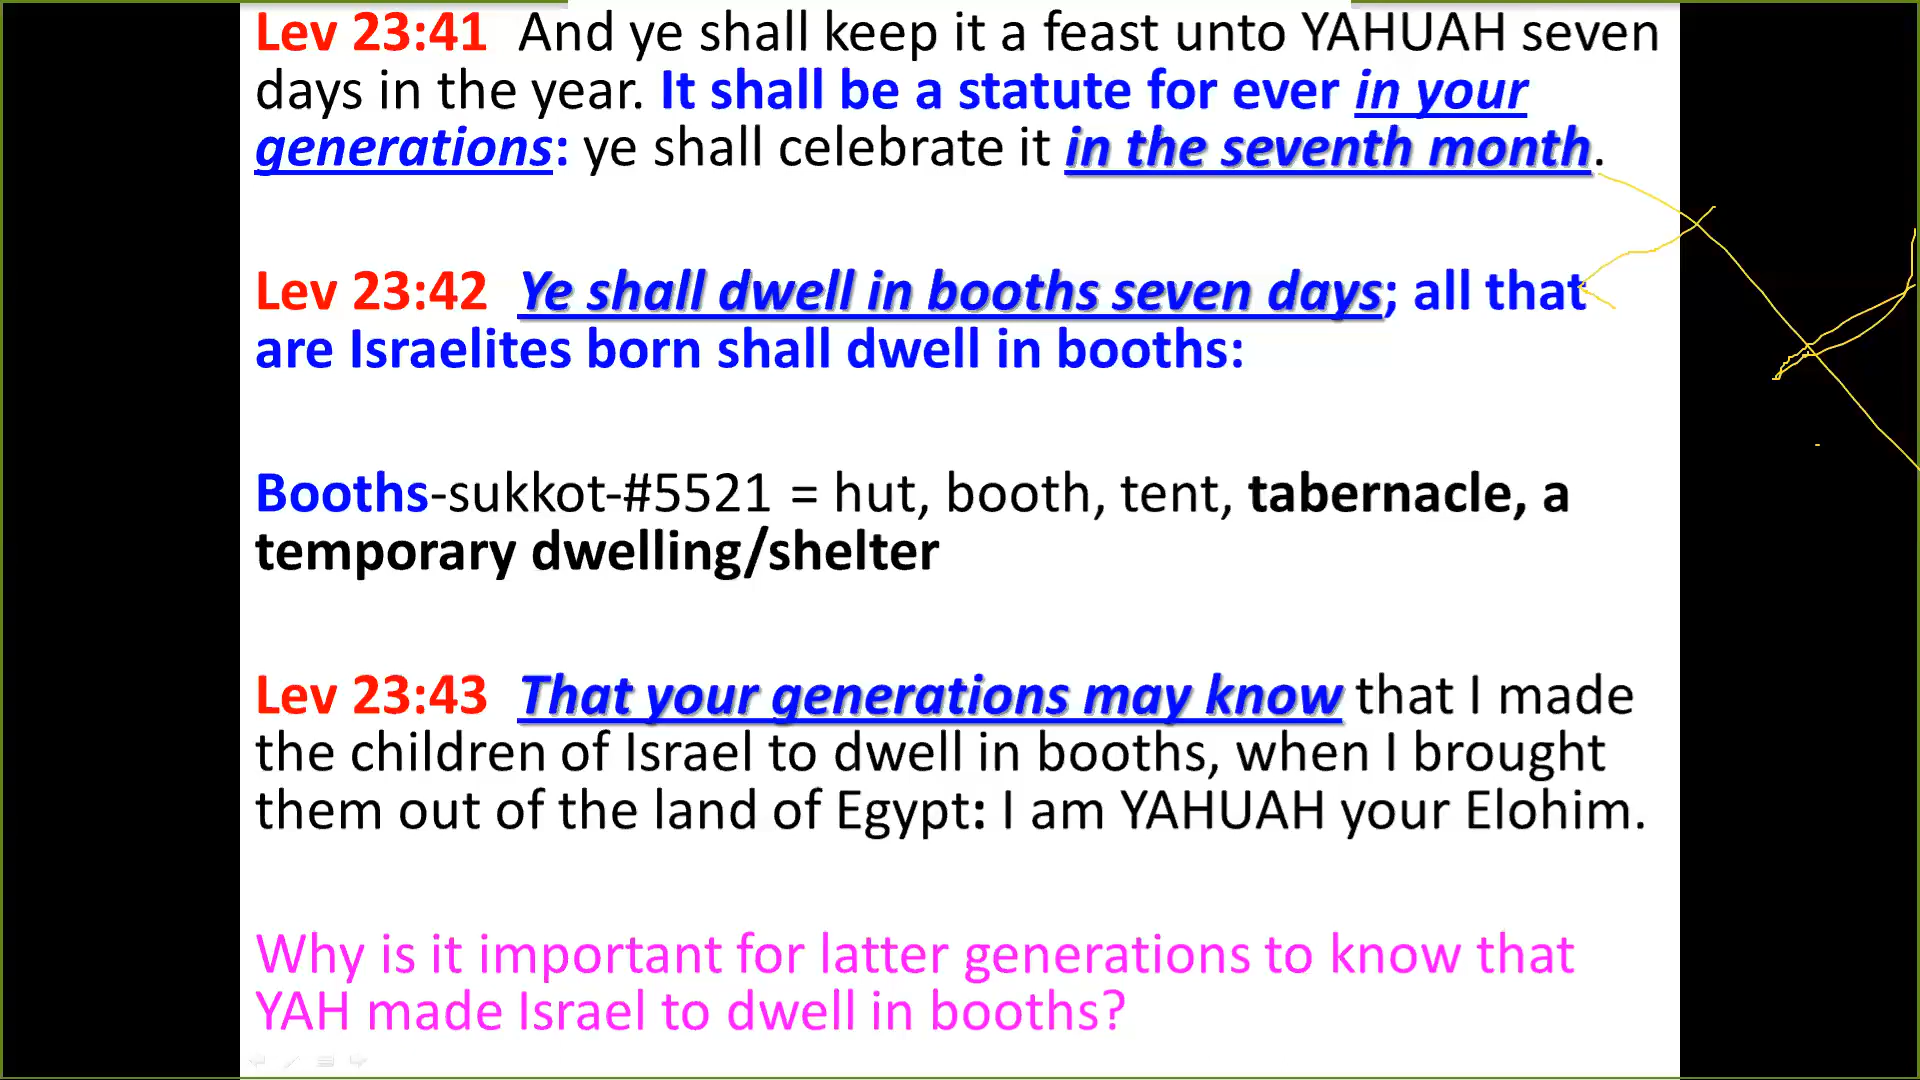 Lev 23:41 And ye shall keep it a feast unto YAHUAH seven
days in the year. It shall be a statute for ever in your
generations: ye shall celebrate it in the seventh month.
Lev 23:42 Ye shall dwell in booths seven days; all that
are Israelites born shall dwell in booths:
Booths-sukkot-#5521 = hut, booth, tent, tabernacle, a
temporary dwelling/shelter
Lev 23:43 That your generations may know that I made
the children of Israel to dwell in booths, when I brought
them out of the land of Egypt: I am YAHUAH your Elohim.
Why is it important for latter generations to know that
YAH made Israel to dwell in booths?